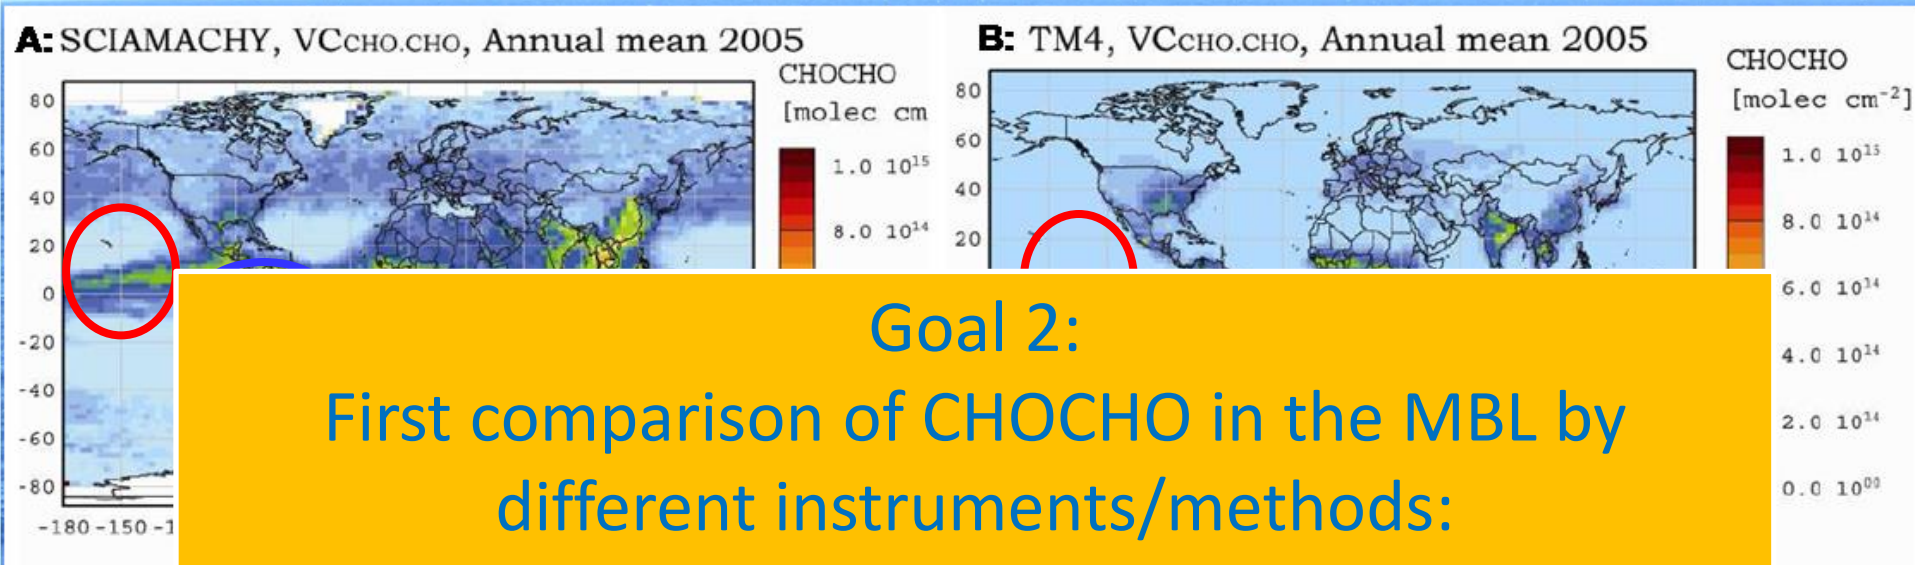 A: SCIAMACHY, VCCHO.CHO, Annual mean 2005
CHOCHO
[molec cm
80
60
40
20
0
-20
-40
-60
-80
-180 -150 -1
1.0 10¹⁵
8.0 10¹⁴
B: TM4, VCCHO.CHO, Annual mean 2005
CHOCHO
[molec cm⁻²]
80
60
40
20
1.0 10¹⁵
8.0 10¹⁴
6.0 10¹⁴
4.0 10¹⁴
2.0 10¹⁴
0.0 10⁰⁰
Goal 2:
First comparison of CHOCHO in the MBL by
different instruments/methods: